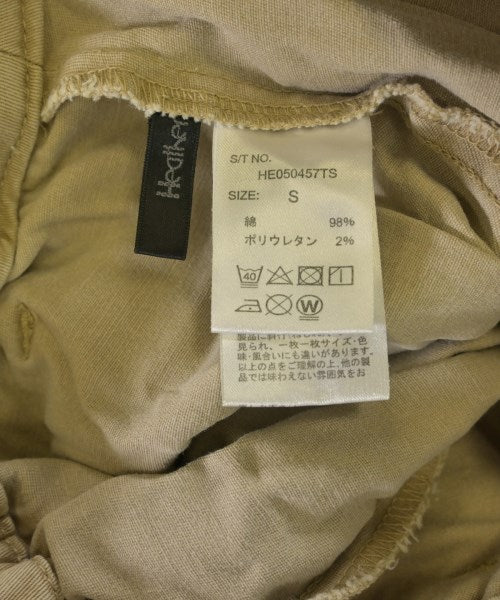 Heather
S/T NO.
HE050457TS
SIZE: S
綿 98%
ポリウレタン 2%
40
W
見られ、一枚一枚サイズ・色
味・風合いにも違いがあります。
以上の点をご理解の上、他の製
品では味わえない雰囲気をお